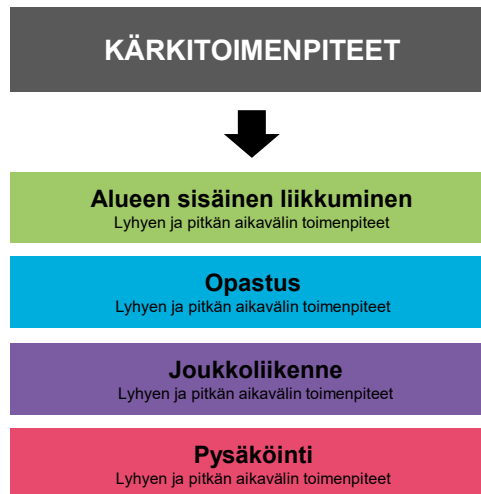 KÄRKITOIMENPITEET
Alueen sisäinen liikkuminen
Lyhyen ja pitkän aikavälin toimenpiteet
Opastus
Lyhyen ja pitkän aikavälin toimenpiteet
Joukkoliikenne
Lyhyen ja pitkän aikavälin toimenpiteet
Pysäköinti
Lyhyen ja pitkän aikavälin toimenpiteet